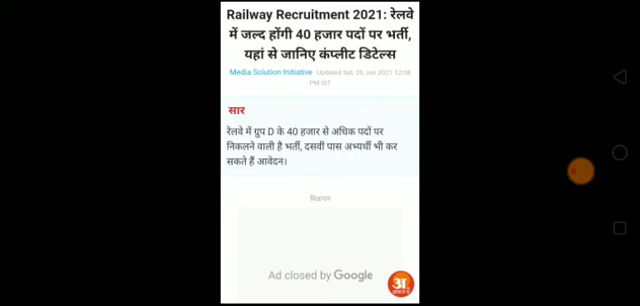 Railway Recruitment 2021: रेलवे
में जल्द होंगी 40 हजार पदों पर भर्ती,
यहां से जानिए कंप्लीट डिटेल्स
Media Solution Initiative Updated Sat, 26 Jun 2021 12:08
PM IST
सार
रेलवे में ग्रुप D के 40 हजार से अधिक पदों पर
निकलने वाली है भर्ती, दसवीं पास अभ्यर्थी भी कर
सकते हैं आवेदन।
विज्ञापन
Ad closed by Google